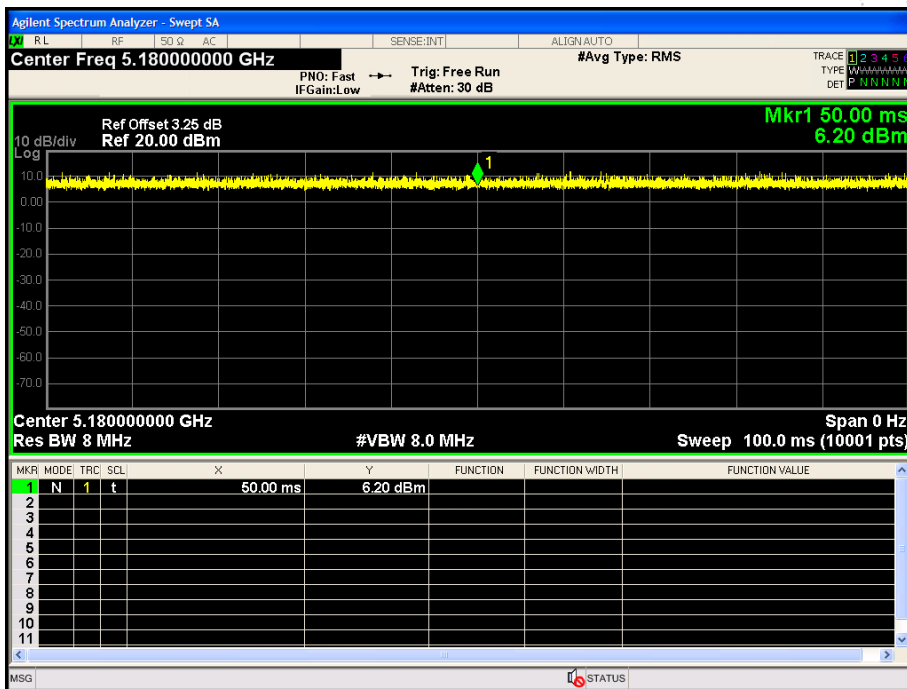 Agilent Spectrum Analyzer - Swept SA
LXI RL RF 50 Ω AC SENSE:INT ALIGN AUTO
Center Freq 5.180000000 GHz #Avg Type: RMS TRACE 1 2 3 4 5
PNO: Fast Trig: Free Run TYPE
IFGain:Low #Atten: 30 dB DET P N N N N
Mkr1 50.00 ms
Ref Offset 3.25 dB
10 dB/div Ref 20.00 dBm 6.20 dBm
Log
1
10.0
0.00
-10.0
-20.0
-30.0
-40.0
-50.0
-60.0
-70.0
Center 5.180000000 GHz Span 0 Hz
Res BW 8 MHz #VBW 8.0 MHz Sweep 100.0 ms (10001 pts)
MKR MODE TRC SCL X Y FUNCTION FUNCTION WIDTH FUNCTION VALUE
1 N 1 t 50.00 ms 6.20 dBm
2
3
4
5
6
7
8
9
10
11
MSG STATUS